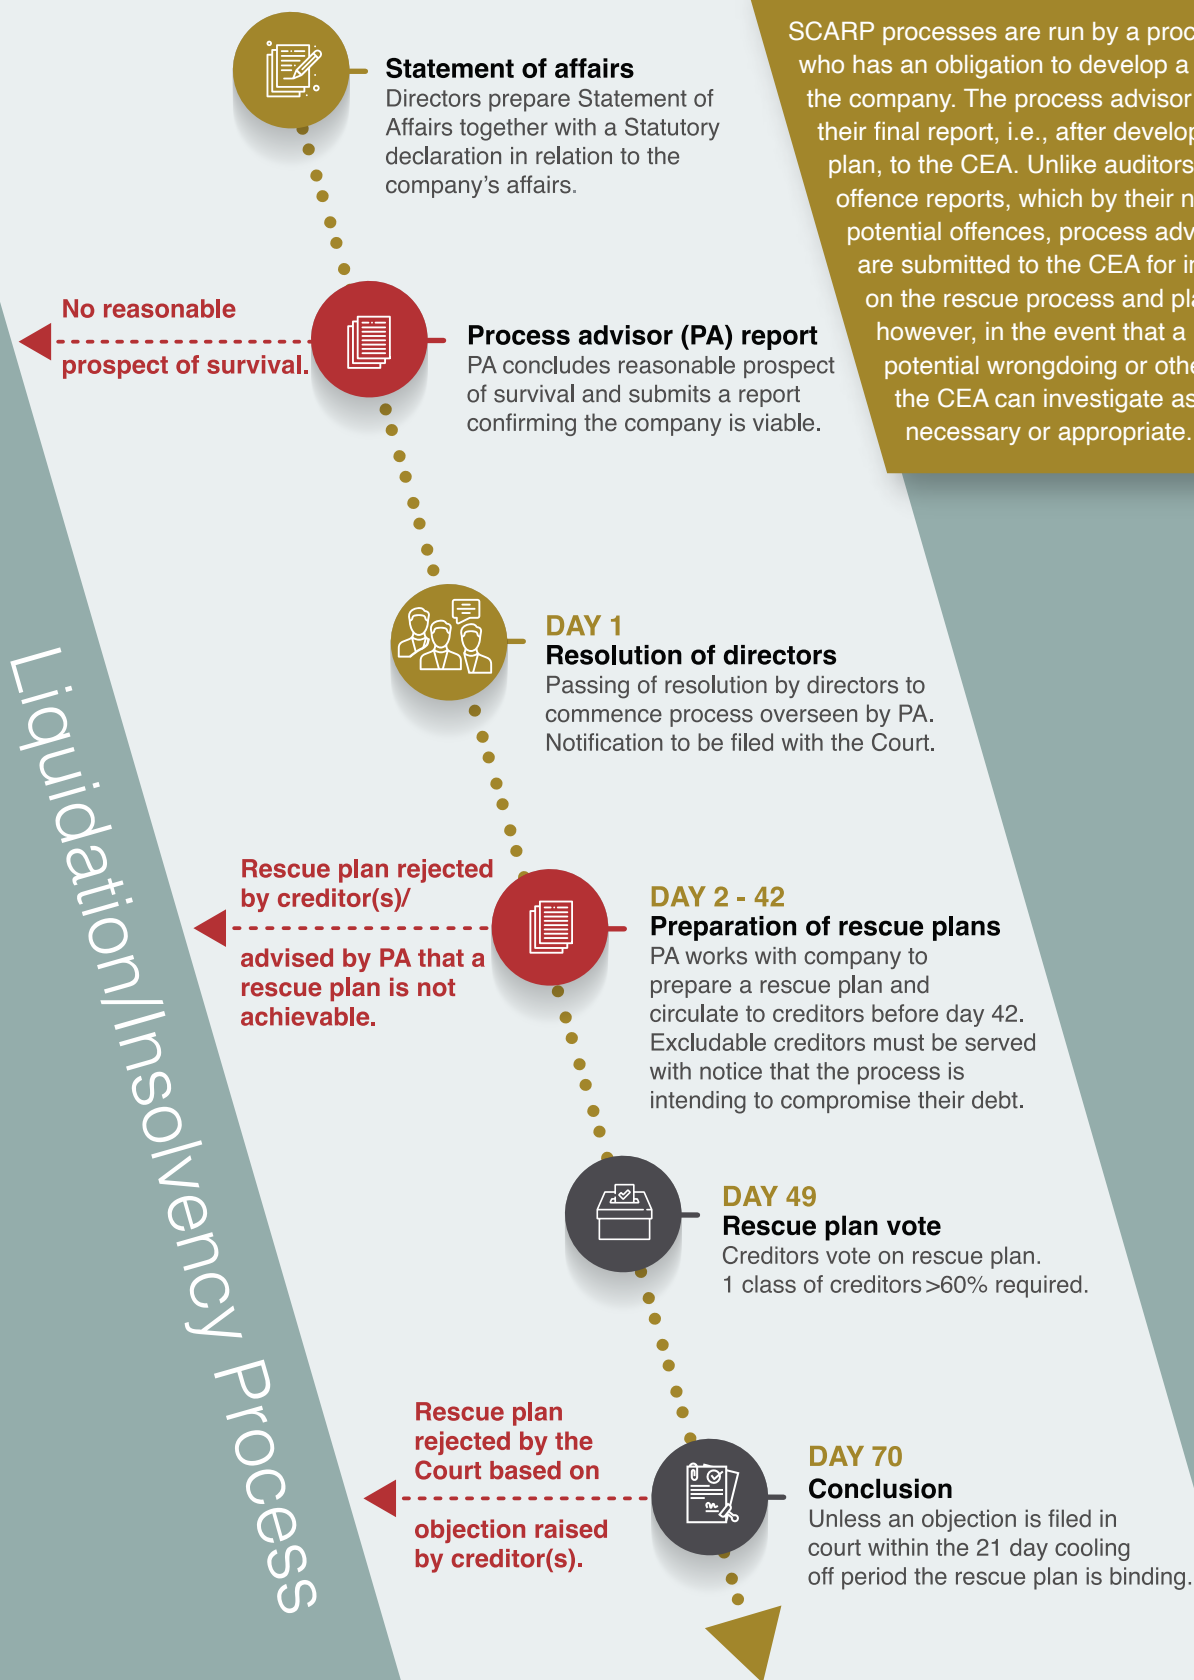 SCARP processes are run by a
who has an obligation to develop a
the company. The process advisor
their final report, i.e., after
plan, to the CEA. Unlike auditors
offence reports, which by their
potential offences, process
are submitted to the CEA for
on the rescue process and
however, in the event that a
potential wrongdoing or
the CEA can investigate as
necessary or appropriate.
Statement of affairs
Directors prepare Statement of
Affairs together with a Statutory
declaration in relation to the
company's affairs.
No reasonable
prospect of survival.
Process advisor (PA) report
PA concludes reasonable prospect
of survival and submits a report
confirming the company is viable.
DAY 1
Resolution of directors
Passing of resolution by directors to
commence process overseen by PA.
Notification to be filed with the Court.
Rescue plan rejected
by creditor(s)/
advised by PA that a
rescue plan is not
achievable.
DAY 2 - 42
Preparation of rescue plans
PA works with company to
prepare a rescue plan and
circulate to creditors before day 42.
Excludable creditors must be served
with notice that the process is
intending to compromise their debt.
DAY 49
Rescue plan vote
Creditors vote on rescue plan.
1 class of creditors >60% required.
Rescue plan
rejected by the
Court based on
objection raised
by creditor(s).
DAY 70
Conclusion
Unless an objection is filed in
court within the 21 day cooling
off period the rescue plan is binding.
Liquidation/Insolvency Process